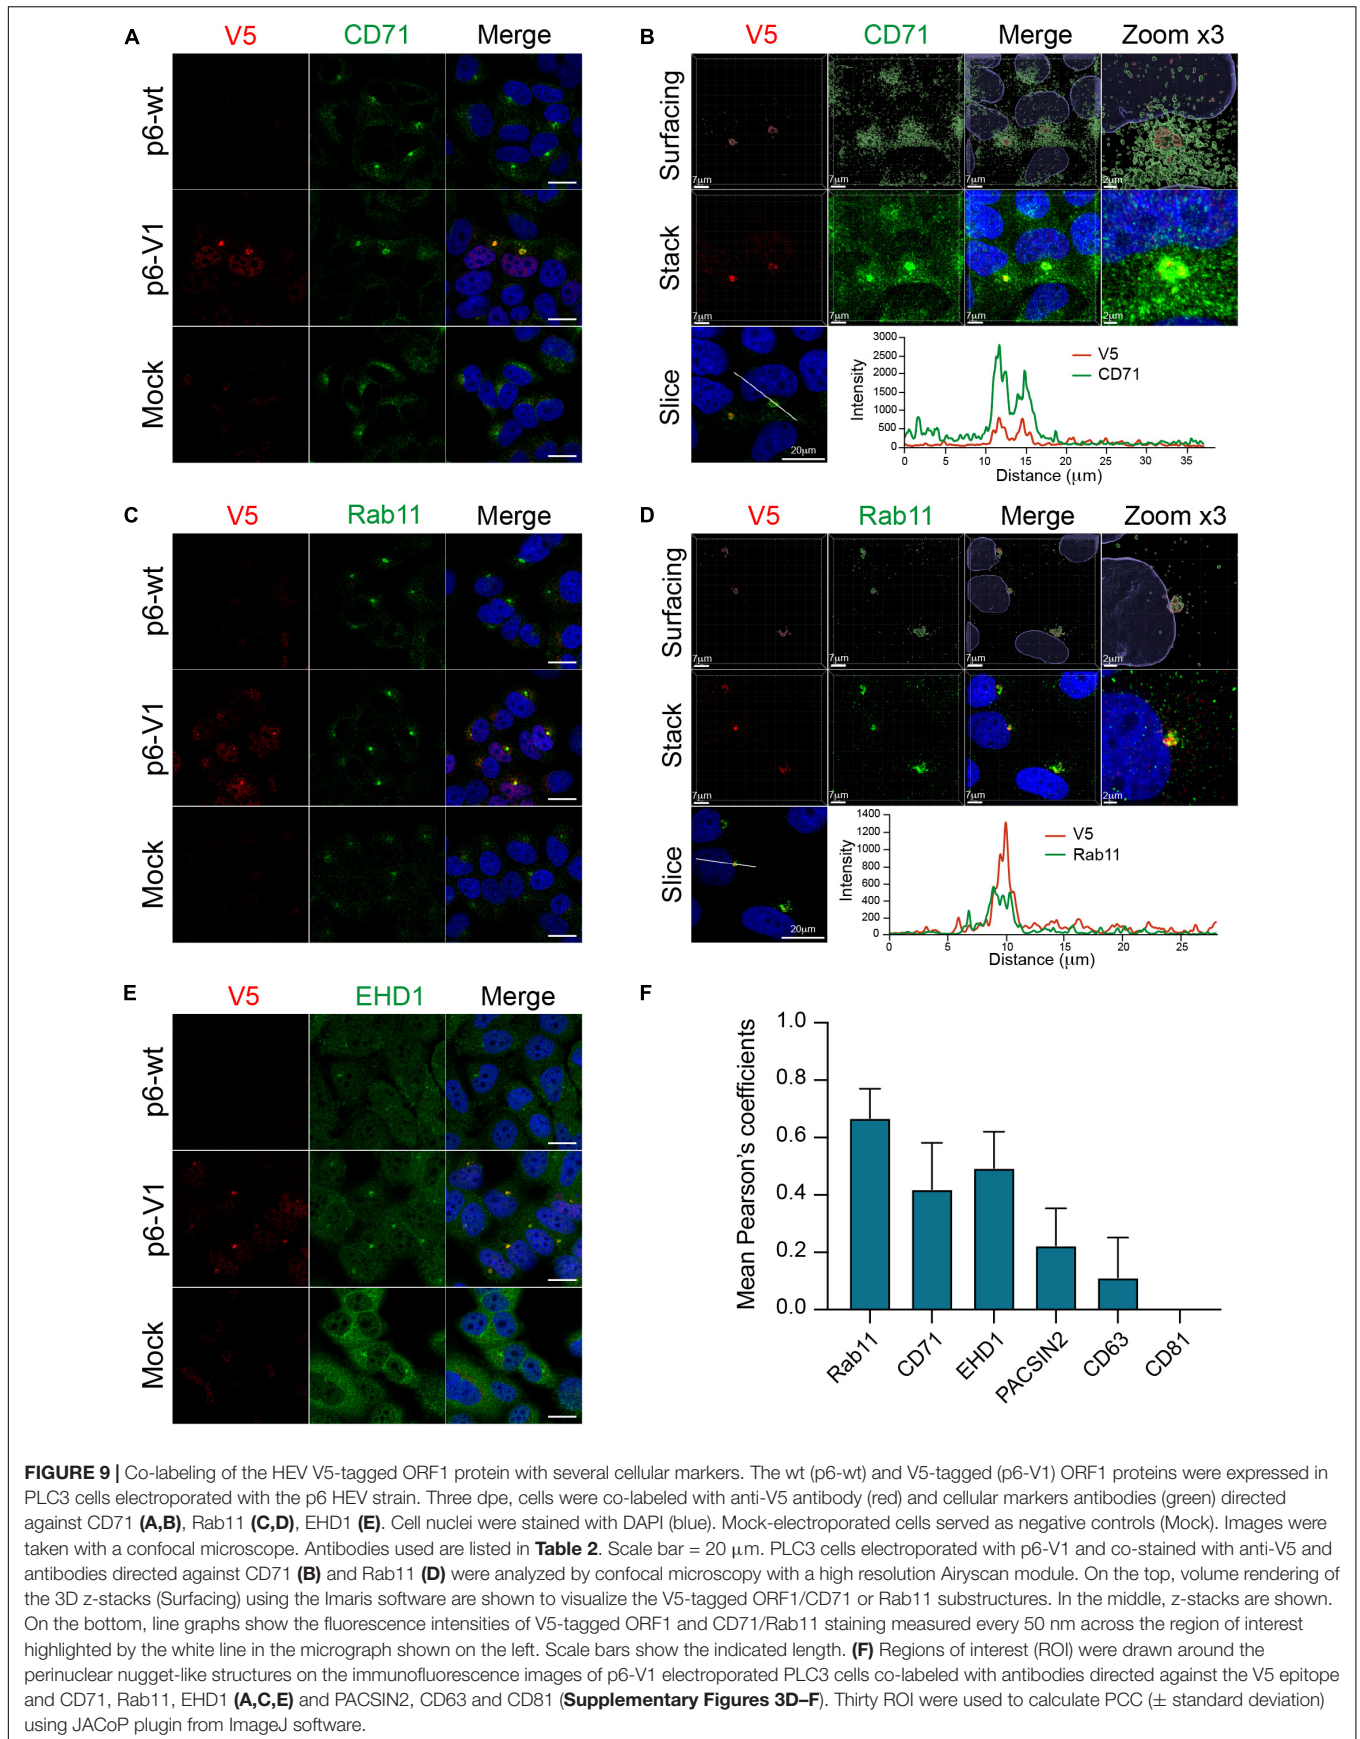 A
V5 CD71 Merge
p6-wt
p6-V1
Mock
B
V5 CD71 Merge Zoom x3
Surfacing
7μm 7μm 7μm 2μm
Stack
7μm 7μm 7μm 2μm
Slice
20μm
Intensity
3000
2500
2000
1500
1000
500
0
V5
CD71
0 5 10 15 20 25 30 35
Distance (μm)
C
V5 Rab11 Merge
p6-wt
p6-V1
Mock
D
V5 Rab11 Merge Zoom x3
Surfacing
7μm 7μm 7μm 2μm
Stack
7μm 7μm 7μm 2μm
Slice
20μm
Intensity
1400
1200
1000
800
600
400
200
0
V5
Rab11
0 5 10 15 20 25
Distance (μm)
E
V5 EHD1 Merge
p6-wt
p6-V1
Mock
F
Mean Pearson's coefficients
1.0
0.8
0.6
0.4
0.2
0.0
Rab11 CD71 EHD1 PACSIN2 CD63 CD81
FIGURE 9 | Co-labeling of the HEV V5-tagged ORF1 protein with several cellular markers. The wt (p6-wt) and V5-tagged (p6-V1) ORF1 proteins were expressed in
PLC3 cells electroporated with the p6 HEV strain. Three dpe, cells were co-labeled with anti-V5 antibody (red) and cellular markers antibodies (green) directed
against CD71 (A,B), Rab11 (C,D), EHD1 (E). Cell nuclei were stained with DAPI (blue). Mock-electroporated cells served as negative controls (Mock). Images were
taken with a confocal microscope. Antibodies used are listed in Table 2. Scale bar = 20 μm. PLC3 cells electroporated with p6-V1 and co-stained with anti-V5 and
antibodies directed against CD71 (B) and Rab11 (D) were analyzed by confocal microscopy with a high resolution Airyscan module. On the top, volume rendering of
the 3D z-stacks (Surfacing) using the Imaris software are shown to visualize the V5-tagged ORF1/CD71 or Rab11 substructures. In the middle, z-stacks are shown.
On the bottom, line graphs show the fluorescence intensities of V5-tagged ORF1 and CD71/Rab11 staining measured every 50 nm across the region of interest
highlighted by the white line in the micrograph shown on the left. Scale bars show the indicated length. (F) Regions of interest (ROI) were drawn around the
perinuclear nugget-like structures on the immunofluorescence images of p6-V1 electroporated PLC3 cells co-labeled with antibodies directed against the V5 epitope
and CD71, Rab11, EHD1 (A,C,E) and PACSIN2, CD63 and CD81 (Supplementary Figures 3D–F). Thirty ROI were used to calculate PCC (± standard deviation)
using JACoP plugin from ImageJ software.